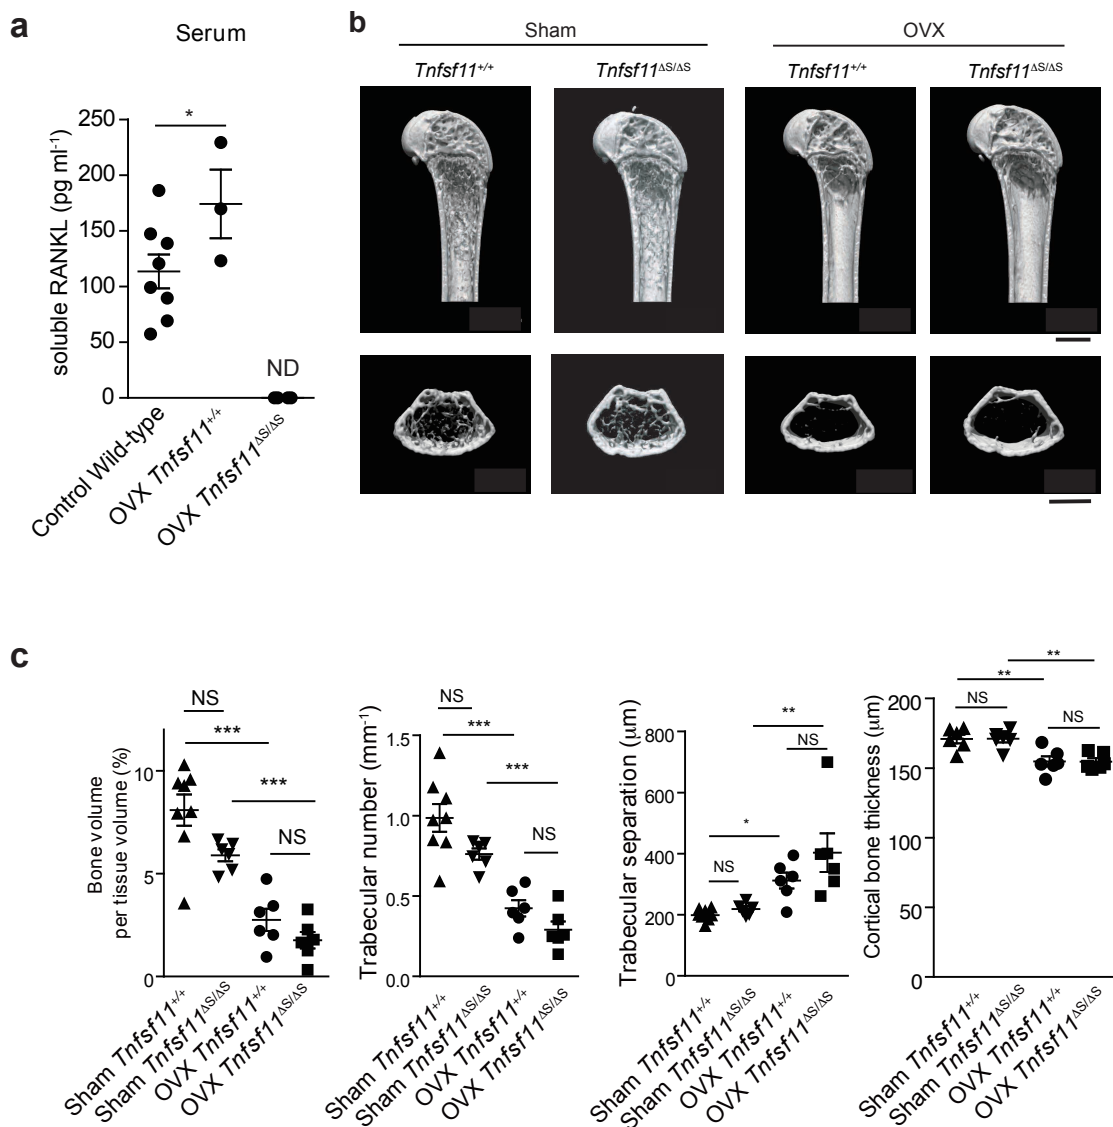 a
Serum
soluble RANKL (pg ml⁻¹)
250
200
150
100
50
0
*
ND
Control Wild-type
OVX Tnfsf11⁺/⁺
OVX Tnfsf11ΔS/ΔS
b
Sham
OVX
Tnfsf11⁺/⁺
Tnfsf11ΔS/ΔS
Tnfsf11⁺/⁺
Tnfsf11ΔS/ΔS
c
Bone volume
per tissue volume (%)
10
5
0
NS
***
***
NS
Sham Tnfsf11⁺/⁺
Sham Tnfsf11ΔS/ΔS
OVX Tnfsf11⁺/⁺
OVX Tnfsf11ΔS/ΔS
Trabecular number (mm⁻¹)
1.5
1.0
0.5
0.0
NS
***
***
NS
Sham Tnfsf11⁺/⁺
Sham Tnfsf11ΔS/ΔS
OVX Tnfsf11⁺/⁺
OVX Tnfsf11ΔS/ΔS
Trabecular separation (μm)
800
600
400
200
0
**
NS
*
NS
Sham Tnfsf11⁺/⁺
Sham Tnfsf11ΔS/ΔS
OVX Tnfsf11⁺/⁺
OVX Tnfsf11ΔS/ΔS
Cortical bone thickness (μm)
200
150
100
50
0
**
**
NS
NS
Sham Tnfsf11⁺/⁺
Sham Tnfsf11ΔS/ΔS
OVX Tnfsf11⁺/⁺
OVX Tnfsf11ΔS/ΔS